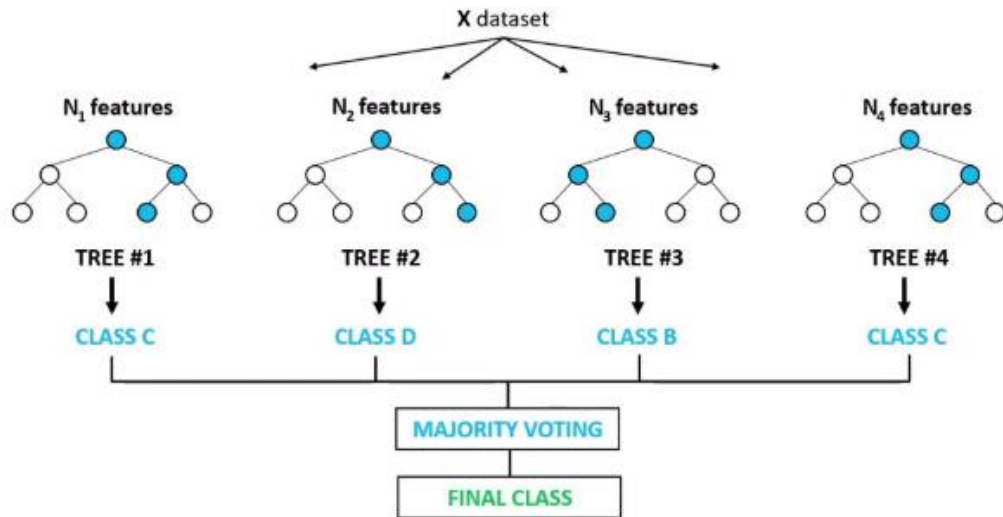 X dataset
N₁ features
N₂ features
N₃ features
N₄ features
TREE #1
TREE #2
TREE #3
TREE #4
CLASS C
CLASS D
CLASS B
CLASS C
MAJORITY VOTING
FINAL CLASS